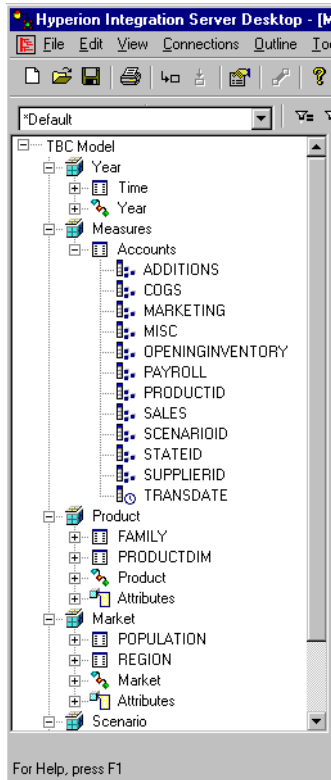 Hyperion Integration Server Desktop - [M
File Edit View Connections Outline Too
*Default
TBC Model
Year
Time
Year
Measures
Accounts
ADDITIONS
COGS
MARKETING
MISC
OPENINGINVENTORY
PAYROLL
PRODUCTID
SALES
SCENARIOID
STATEID
SUPPLIERID
TRANSDATE
Product
FAMILY
PRODUCTDIM
Product
Attributes
Market
POPULATION
REGION
Market
Attributes
Scenario
For Help, press F1